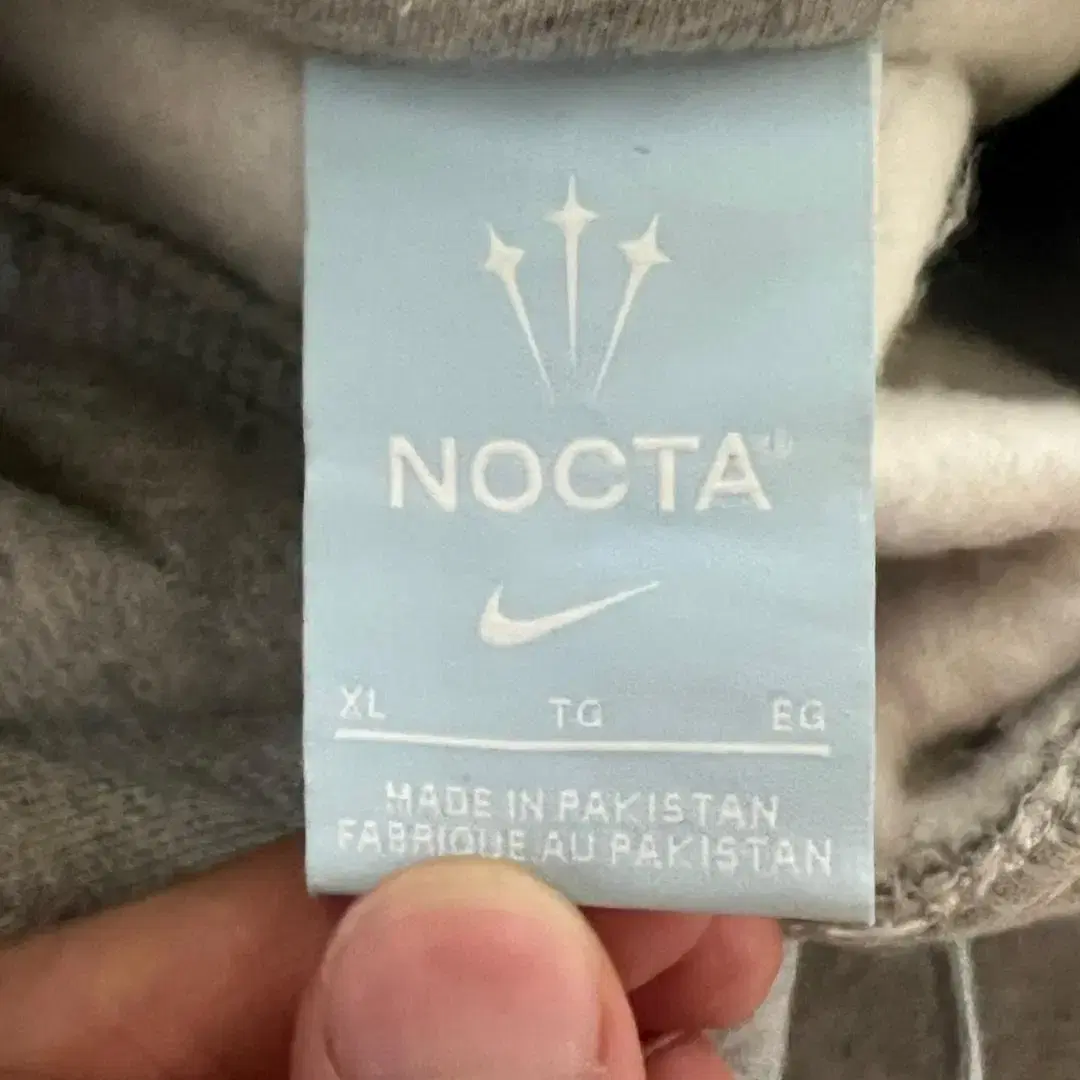 NOCTA®
XL TG EG
MADE IN PAKISTAN
FABRIQUE AU PAKISTAN